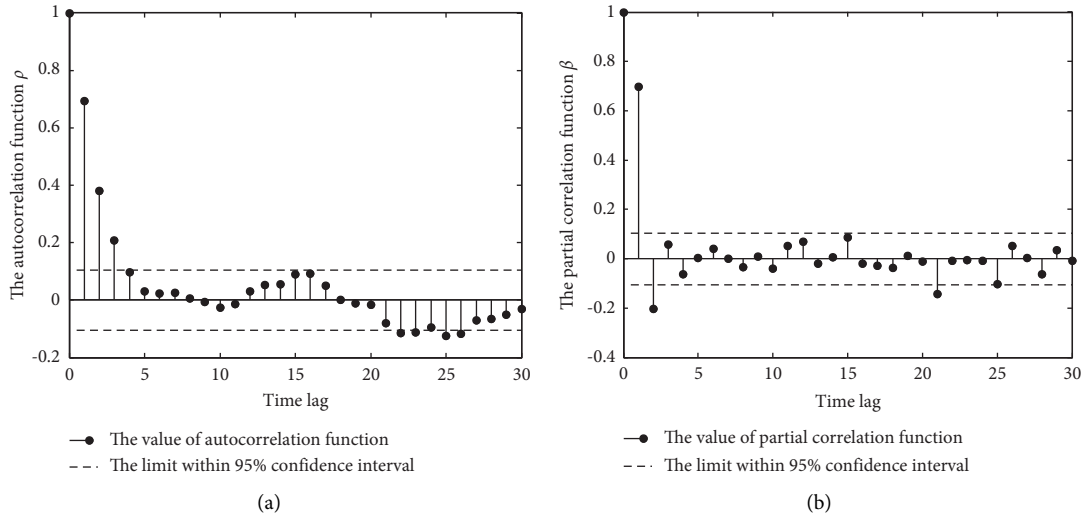 The autocorrelation function ρ
1
0.8
0.6
0.4
0.2
0
-0.2
0 5 10 15 20 25 30
Time lag
The value of autocorrelation function
The limit within 95% confidence interval
(a)
The partial correlation function β
1
0.8
0.6
0.4
0.2
0
-0.2
-0.4
0 5 10 15 20 25 30
Time lag
The value of partial correlation function
The limit within 95% confidence interval
(b)